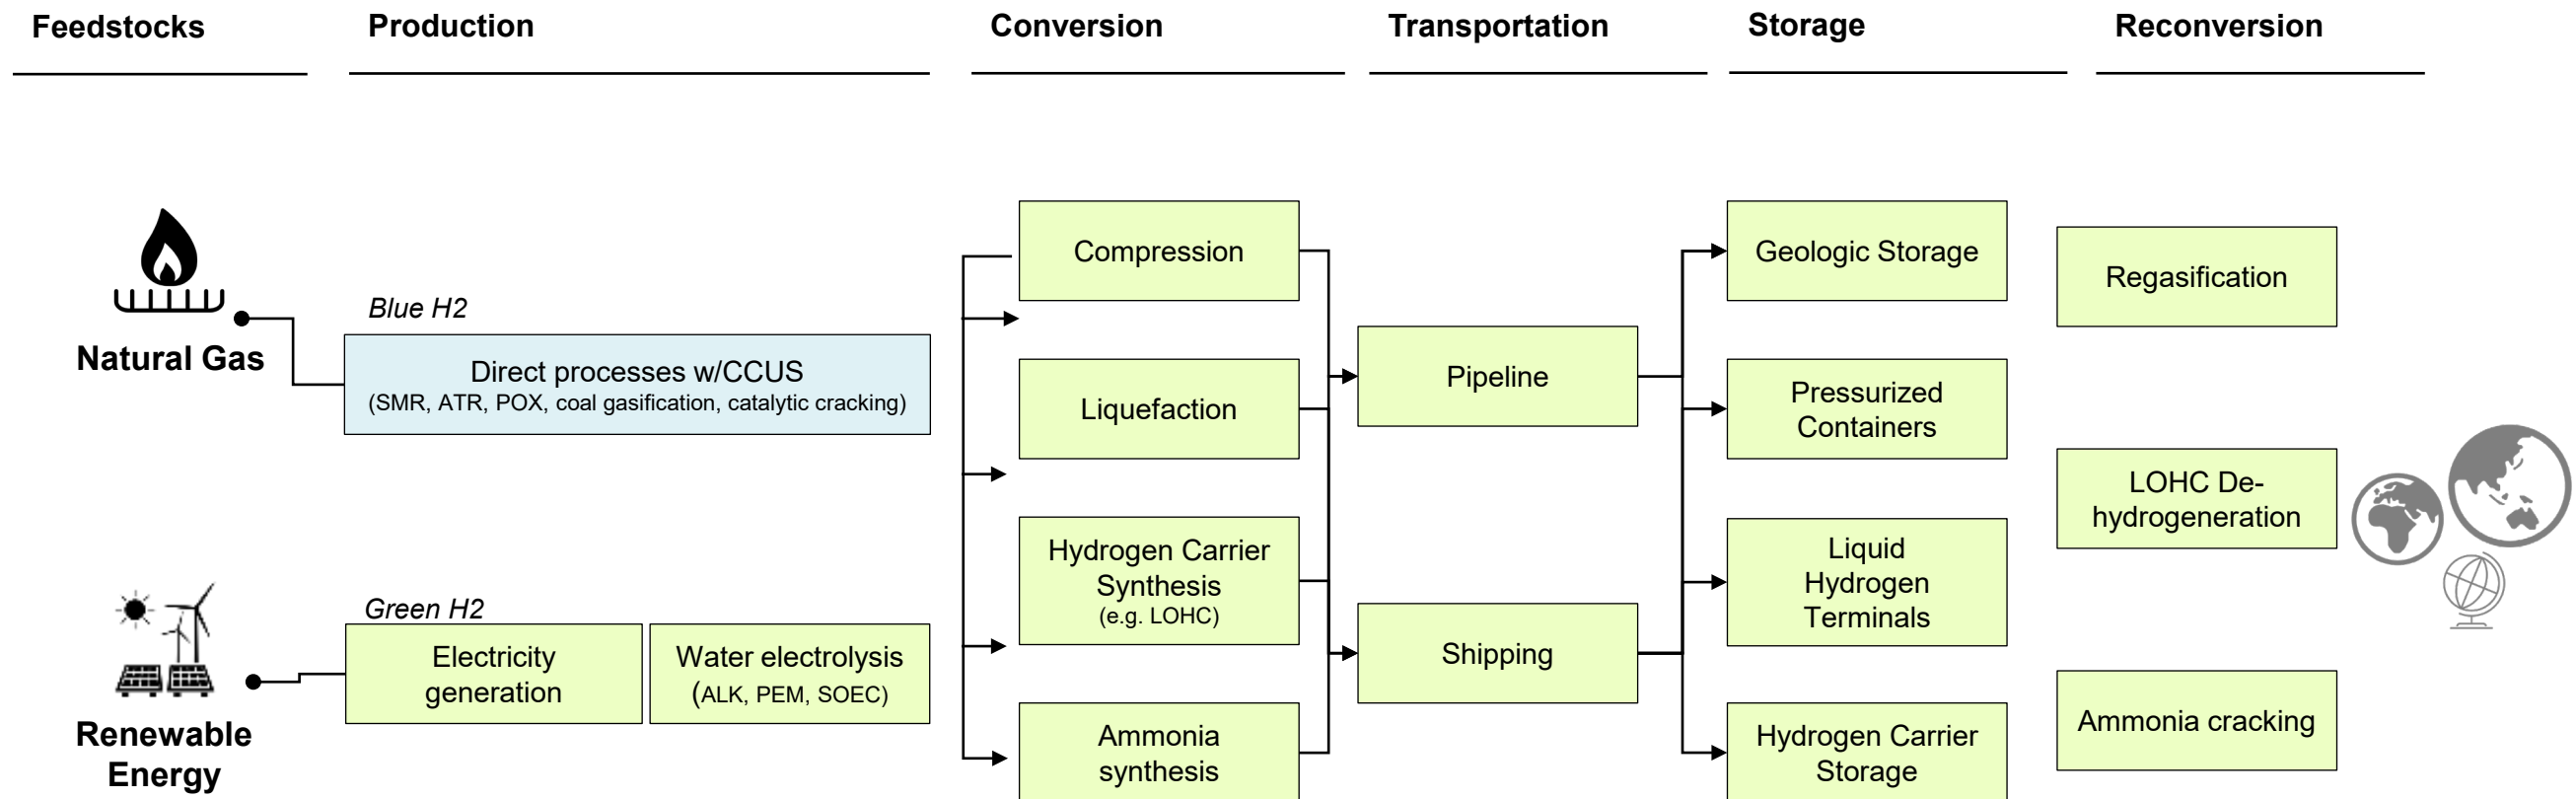 Feedstocks
Production
Conversion
Transportation
Storage
Reconversion
Natural Gas
Blue H2
Direct processes w/CCUS
(SMR, ATR, POX, coal gasification, catalytic cracking)
Renewable
Energy
Green H2
Electricity
generation
Water electrolysis
(ALK, PEM, SOEC)
Compression
Liquefaction
Hydrogen Carrier
Synthesis
(e.g. LOHC)
Ammonia
synthesis
Pipeline
Shipping
Geologic Storage
Pressurized
Containers
Liquid
Hydrogen
Terminals
Hydrogen Carrier
Storage
Regasification
LOHC De-
hydrogeneration
Ammonia cracking